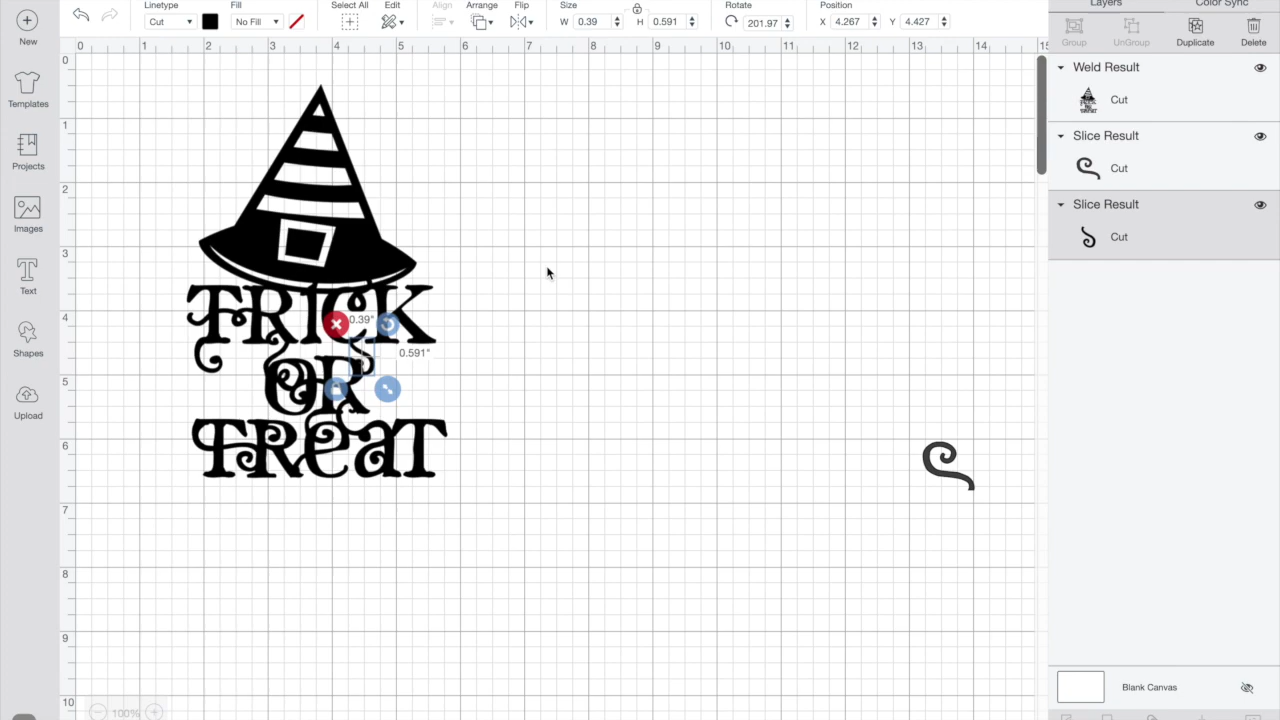 Linetype Fill Select All Edit Align Arrange Flip Size Rotate Position Layers Color Sync
Cut No Fill W 0.39 H 0.591 201.97 X 4.267 Y 4.427
New Group UnGroup Duplicate Delete
0 1 2 3 4 5 6 7 8 9 10 11 12 13 14 15
0
1
2
3
4
5
6
7
8
9
10
Templates
Projects
Images
Text
Shapes
Upload
TRICK
OR
TReaT
0.39"
0.591"
Weld Result
Cut
Slice Result
Cut
Slice Result
Cut
Blank Canvas
100%